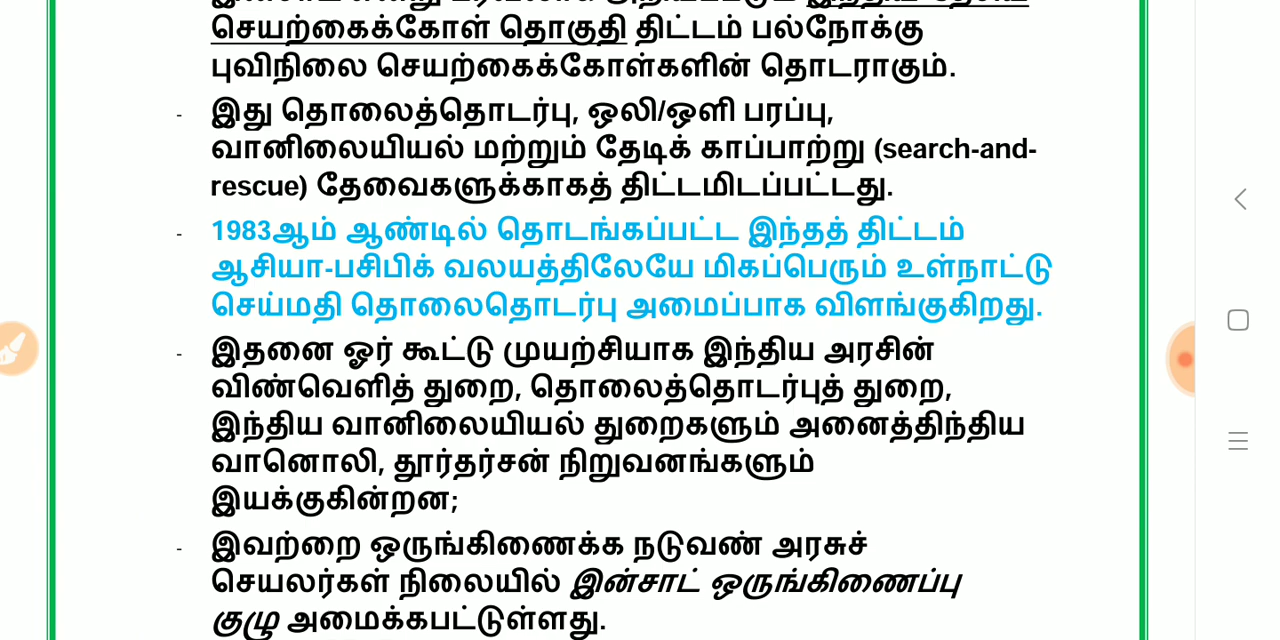 செயற்கைக்கோள் தொகுதி திட்டம் பல்நோக்கு
புவிநிலை செயற்கைக்கோள்களின் தொடராகும்.
- இது தொலைத்தொடர்பு, ஒலி/ஒளி பரப்பு,
வானிலையியல் மற்றும் தேடிக் காப்பாற்று (search-and-
rescue) தேவைகளுக்காகத் திட்டமிடப்பட்டது.
- 1983ஆம் ஆண்டில் தொடங்கப்பட்ட இந்தத் திட்டம்
ஆசியா-பசிபிக் வலயத்திலேயே மிகப்பெரும் உள்நாட்டு
செய்மதி தொலைதொடர்பு அமைப்பாக விளங்குகிறது.
- இதனை ஓர் கூட்டு முயற்சியாக இந்திய அரசின்
விண்வெளித் துறை, தொலைத்தொடர்புத் துறை,
இந்திய வானிலையியல் துறைகளும் அனைத்திந்திய
வானொலி, தூர்தர்சன் நிறுவனங்களும்
இயக்குகின்றன;
- இவற்றை ஒருங்கிணைக்க நடுவண் அரசுச்
செயலர்கள் நிலையில் இன்சாட் ஒருங்கிணைப்பு
குழு அமைக்கபட்டுள்ளது.